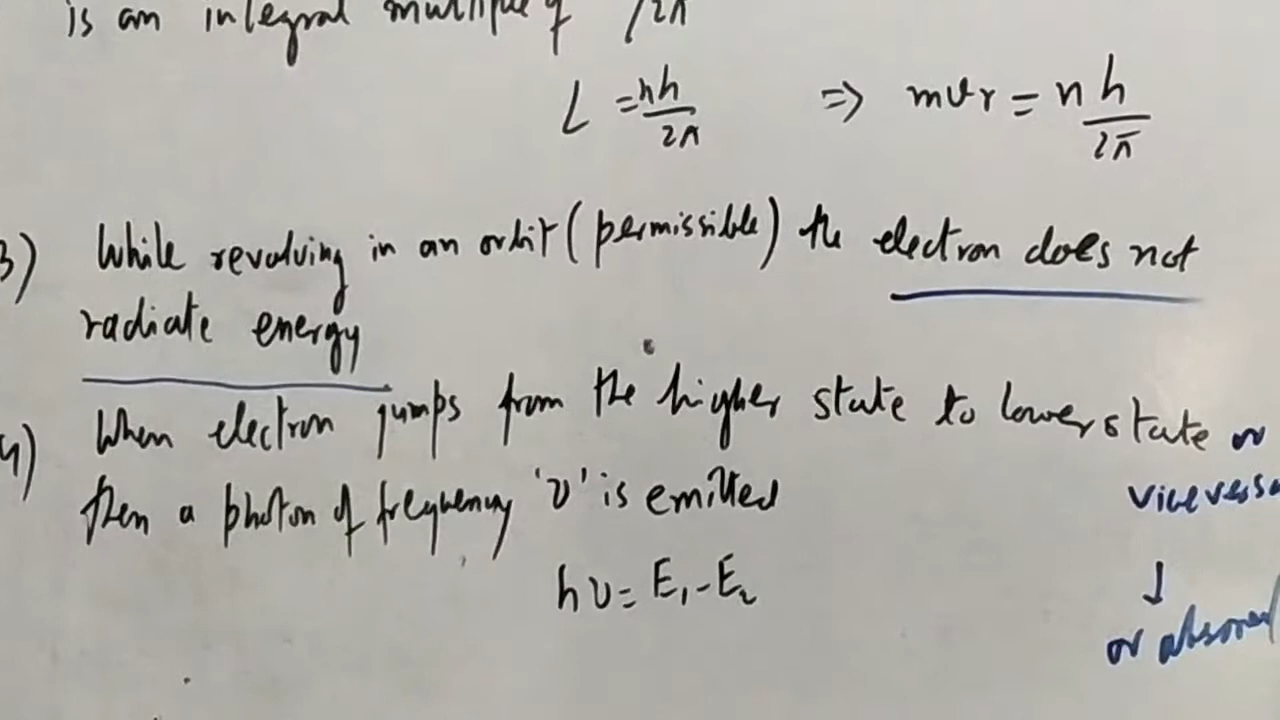 is an integral multiple of /2π
L = nh/2π ⇒ mvr = n h/2π
3) While revolving in an orbit (permissible) the electron does not
radiate energy
4) When electron jumps from the higher state to lower state or
viceversa
then a photon of frequency 'ν' is emitted
↓
hν = E₁ - E₂
or absored